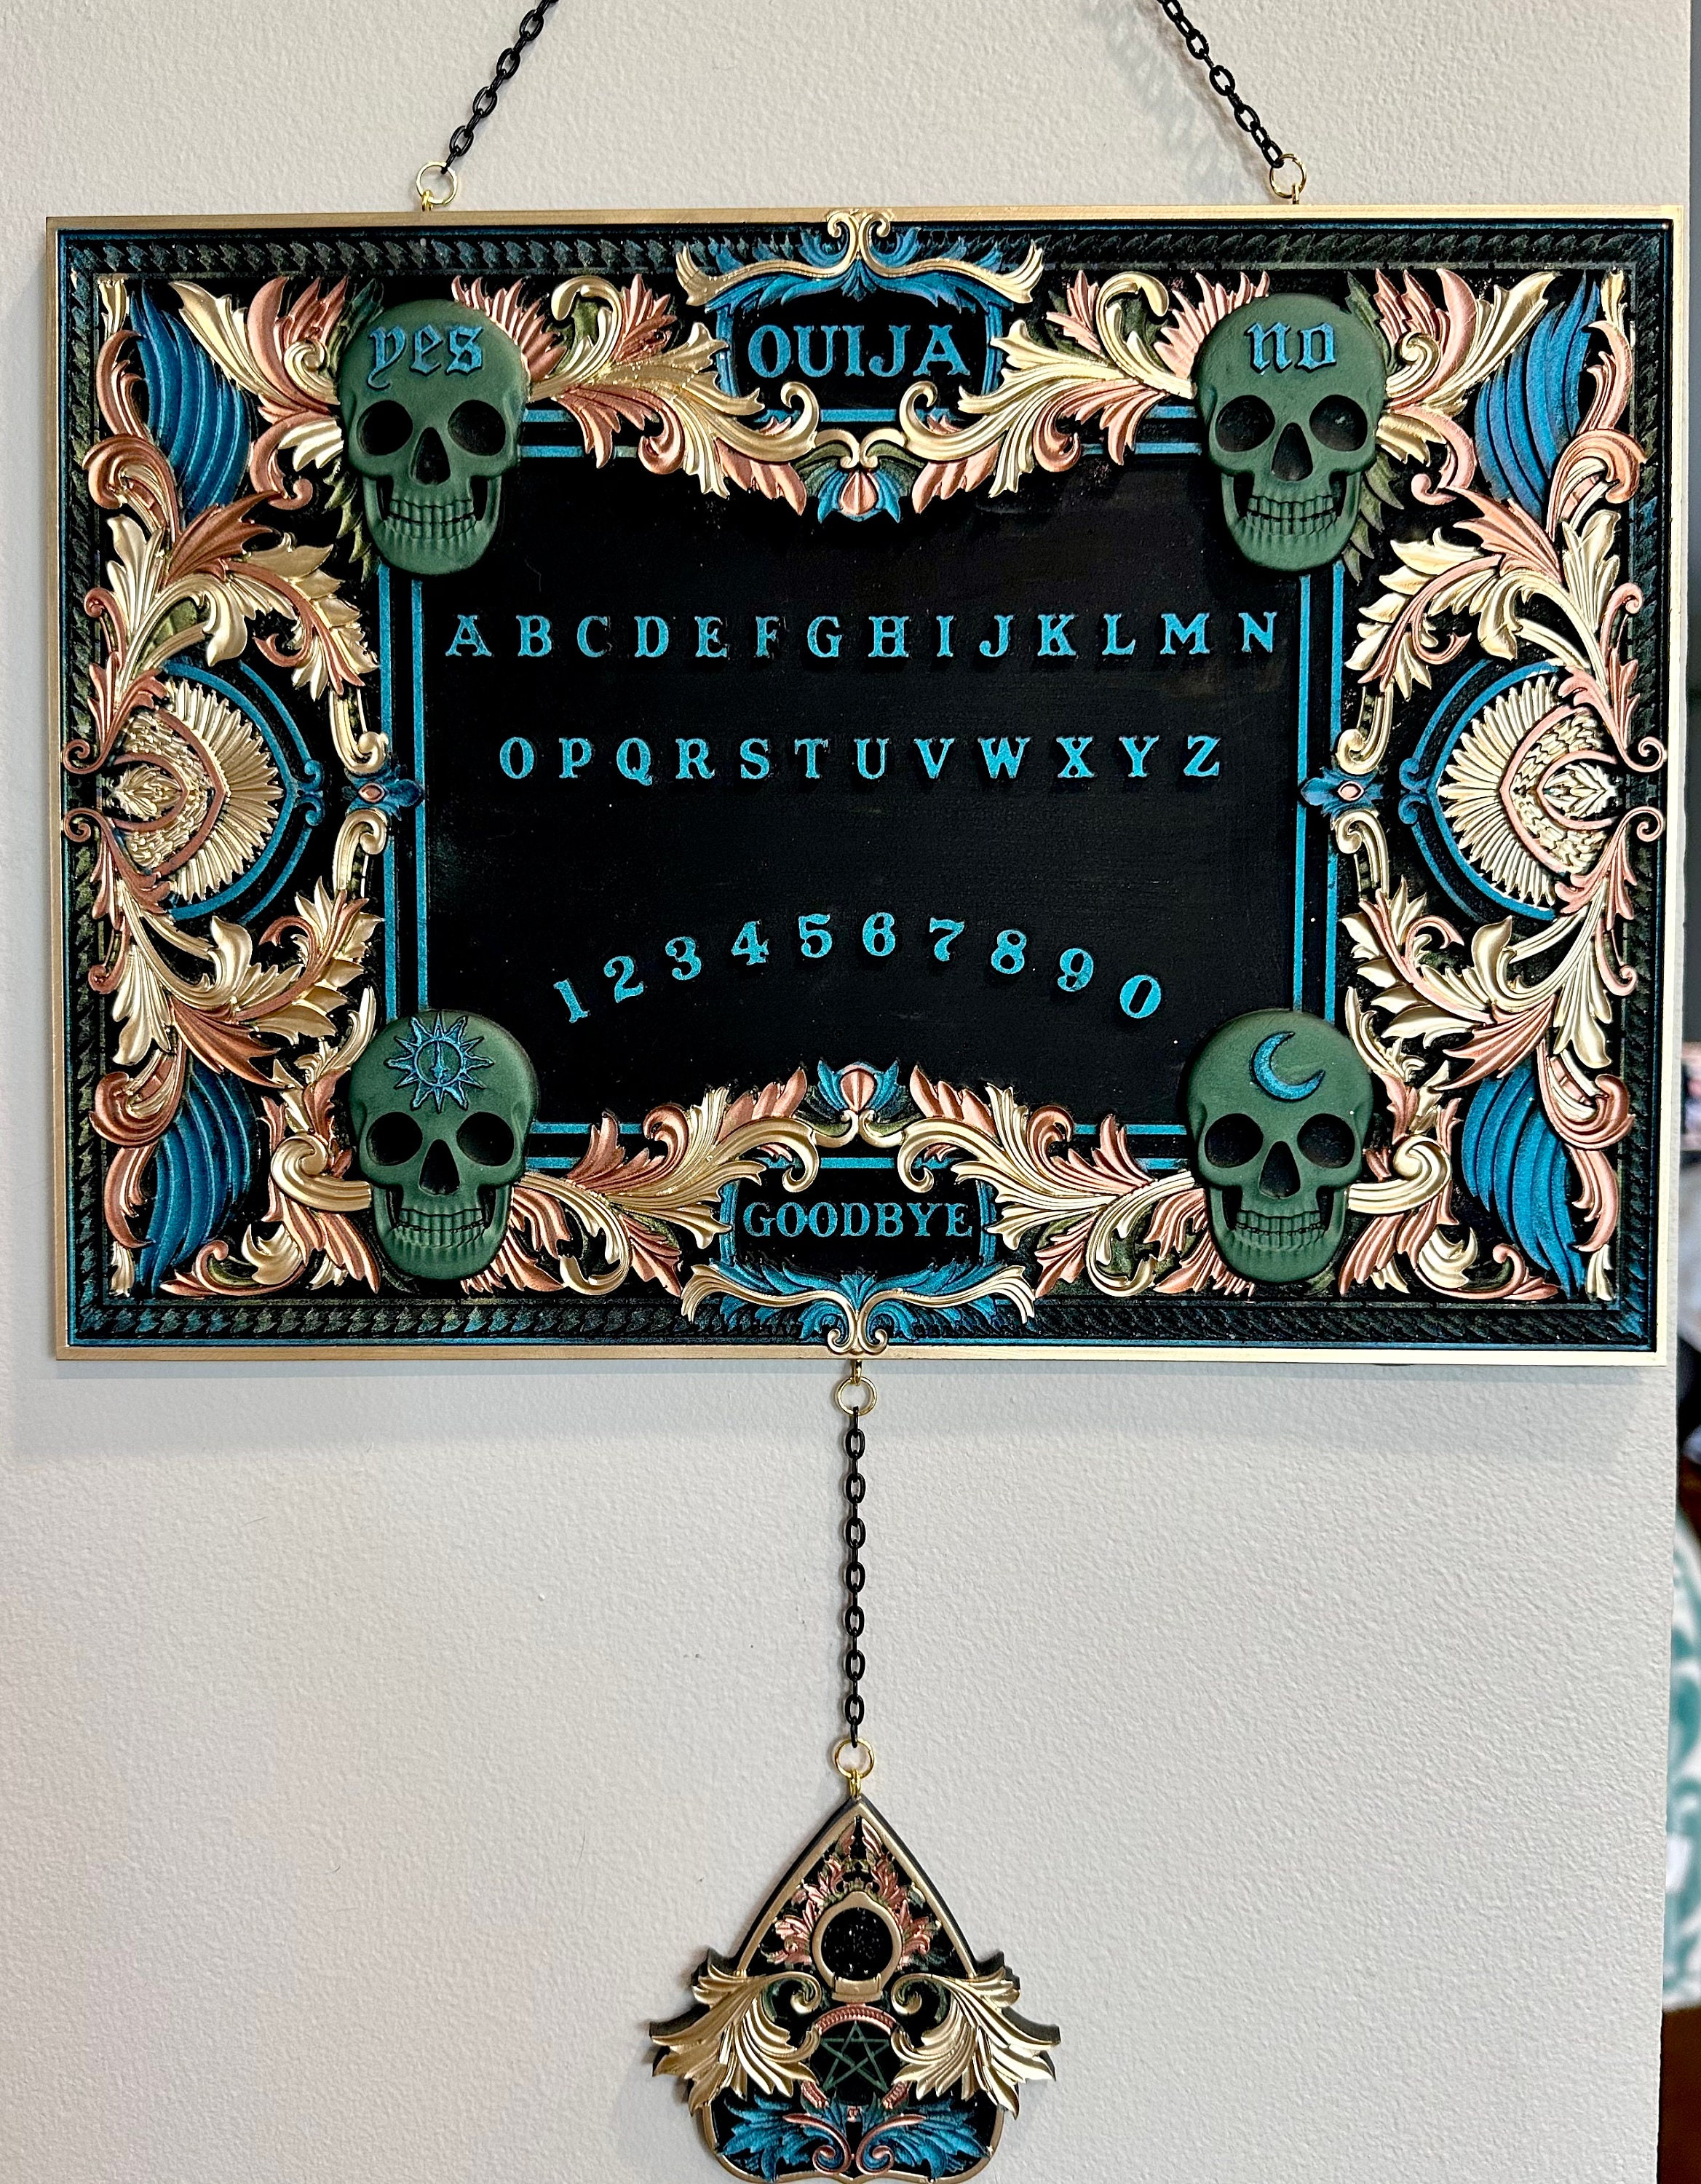 yes
OUIJA
no
A B C D E F G H I J K L M N
O P Q R S T U V W X Y Z
1 2 3 4 5 6 7 8 9 0
GOODBYE